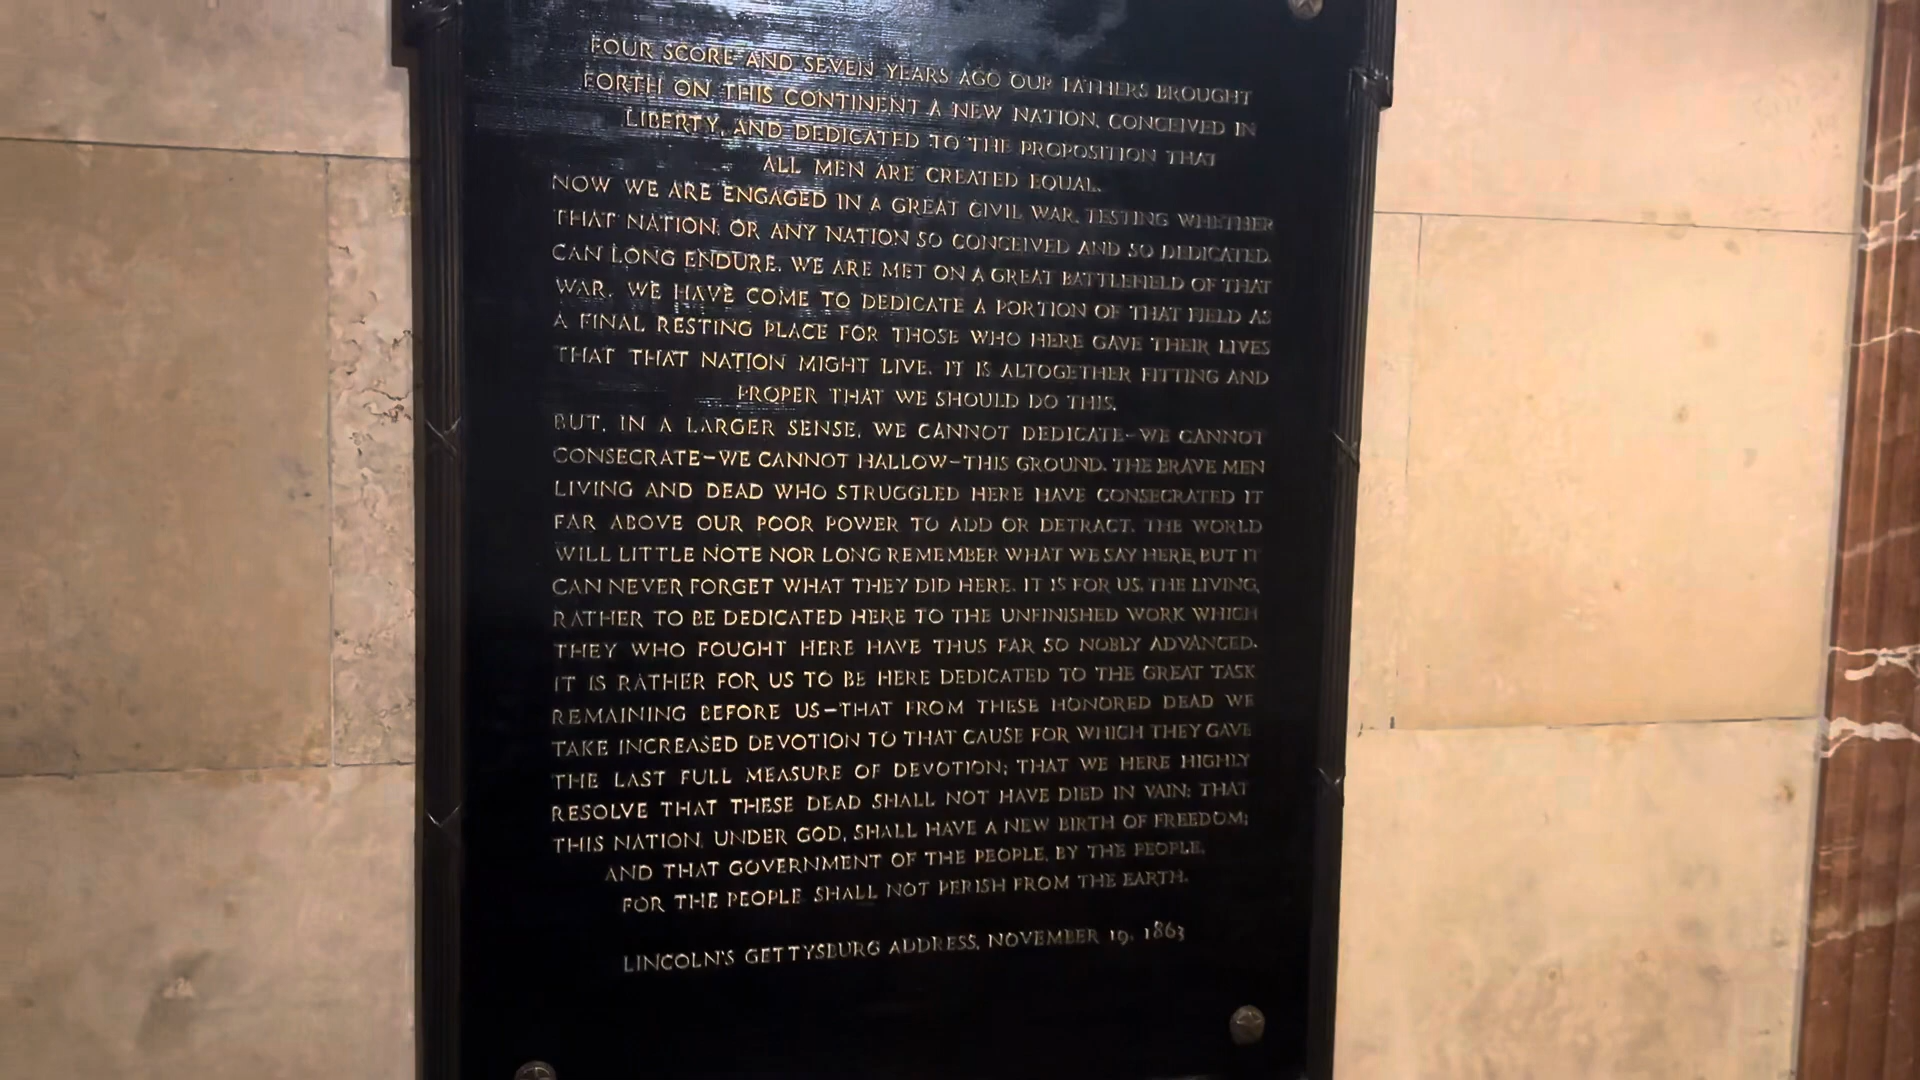 FOUR SCORE AND SEVEN YEARS AGO OUR FATHERS BROUGHT
FORTH ON THIS CONTINENT A NEW NATION, CONCEIVED IN
LIBERTY, AND DEDICATED TO THE PROPOSITION THAT
ALL MEN ARE CREATED EQUAL.
NOW WE ARE ENGAGED IN A GREAT CIVIL WAR, TESTING WHETHER
THAT NATION, OR ANY NATION SO CONCEIVED AND SO DEDICATED,
CAN LONG ENDURE. WE ARE MET ON A GREAT BATTLEFIELD OF THAT
WAR. WE HAVE COME TO DEDICATE A PORTION OF THAT FIELD AS
A FINAL RESTING PLACE FOR THOSE WHO HERE GAVE THEIR LIVES
THAT THAT NATION MIGHT LIVE. IT IS ALTOGETHER FITTING AND
PROPER THAT WE SHOULD DO THIS.
BUT, IN A LARGER SENSE, WE CANNOT DEDICATE—WE CANNOT
CONSECRATE—WE CANNOT HALLOW—THIS GROUND. THE BRAVE MEN
LIVING AND DEAD WHO STRUGGLED HERE HAVE CONSECRATED IT
FAR ABOVE OUR POOR POWER TO ADD OR DETRACT. THE WORLD
WILL LITTLE NOTE NOR LONG REMEMBER WHAT WE SAY HERE, BUT IT
CAN NEVER FORGET WHAT THEY DID HERE. IT IS FOR US, THE LIVING,
RATHER TO BE DEDICATED HERE TO THE UNFINISHED WORK WHICH
THEY WHO FOUGHT HERE HAVE THUS FAR SO NOBLY ADVANCED.
IT IS RATHER FOR US TO BE HERE DEDICATED TO THE GREAT TASK
REMAINING BEFORE US—THAT FROM THESE HONORED DEAD WE
TAKE INCREASED DEVOTION TO THAT CAUSE FOR WHICH THEY GAVE
THE LAST FULL MEASURE OF DEVOTION; THAT WE HERE HIGHLY
RESOLVE THAT THESE DEAD SHALL NOT HAVE DIED IN VAIN; THAT
THIS NATION, UNDER GOD, SHALL HAVE A NEW BIRTH OF FREEDOM;
AND THAT GOVERNMENT OF THE PEOPLE, BY THE PEOPLE,
FOR THE PEOPLE SHALL NOT PERISH FROM THE EARTH.
LINCOLN'S GETTYSBURG ADDRESS, NOVEMBER 19, 1863